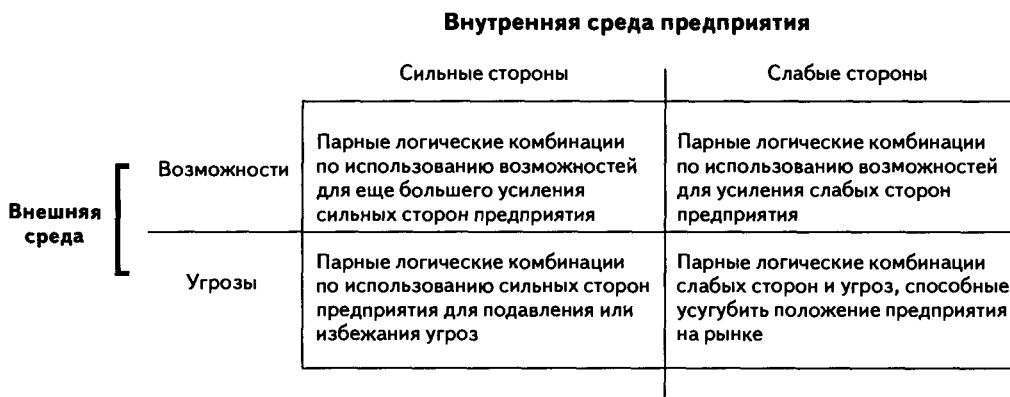 Внутренняя среда предприятия
Сильные стороны
Слабые стороны
Внешняя
среда
Возможности
Парные логические комбинации
по использованию возможностей
для еще большего усиления
сильных сторон предприятия
Парные логические комбинации
по использованию возможностей
для усиления слабых сторон
предприятия
Угрозы
Парные логические комбинации
по использованию сильных сторон
предприятия для подавления или
избежания угроз
Парные логические комбинации
слабых сторон и угроз, способные
усугубить положение предприятия
на рынке